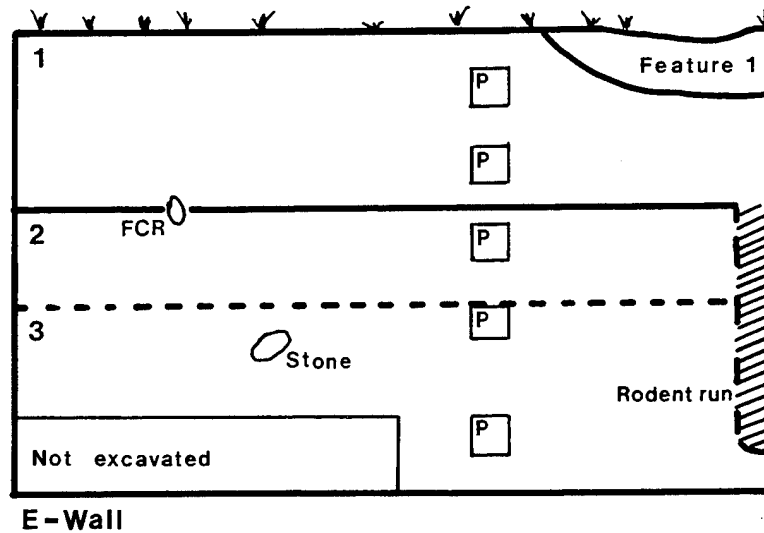 1
Feature 1
P
P
FCR
2
P
3
P
Stone
Rodent run
P
Not excavated
E-Wall